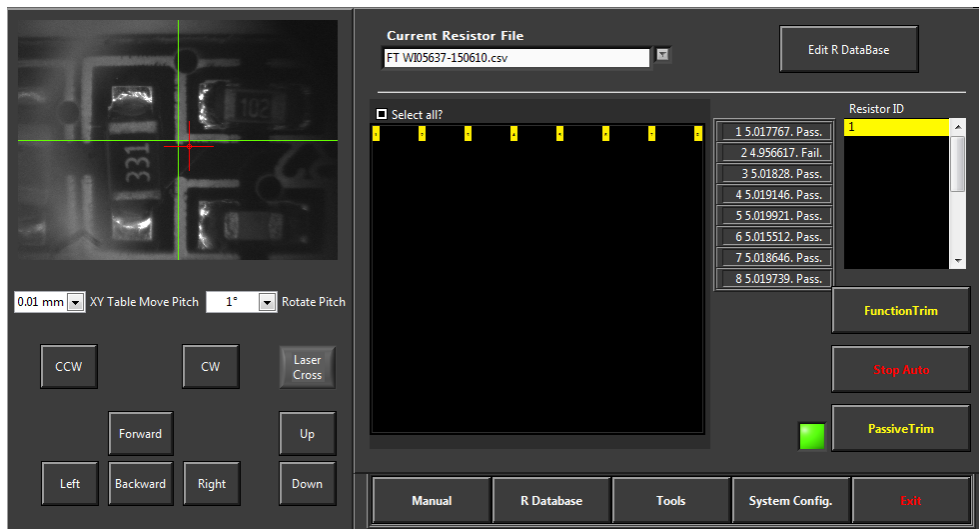 102
331
0.01 mm XY Table Move Pitch 1° Rotate Pitch
CCW
CW
Laser
Cross
Forward
Up
Left
Backward
Right
Down
Current Resistor File
FT WI05637-150610.csv
Edit R DataBase
Select all?
1 5.017767. Pass.
2 4.956617. Fail.
3 5.01828. Pass.
4 5.019146. Pass.
5 5.019921. Pass.
6 5.015512. Pass.
7 5.018646. Pass.
8 5.019739. Pass.
Resistor ID
1
FunctionTrim
Stop Auto
PassiveTrim
Manual
R Database
Tools
System Config.
Exit